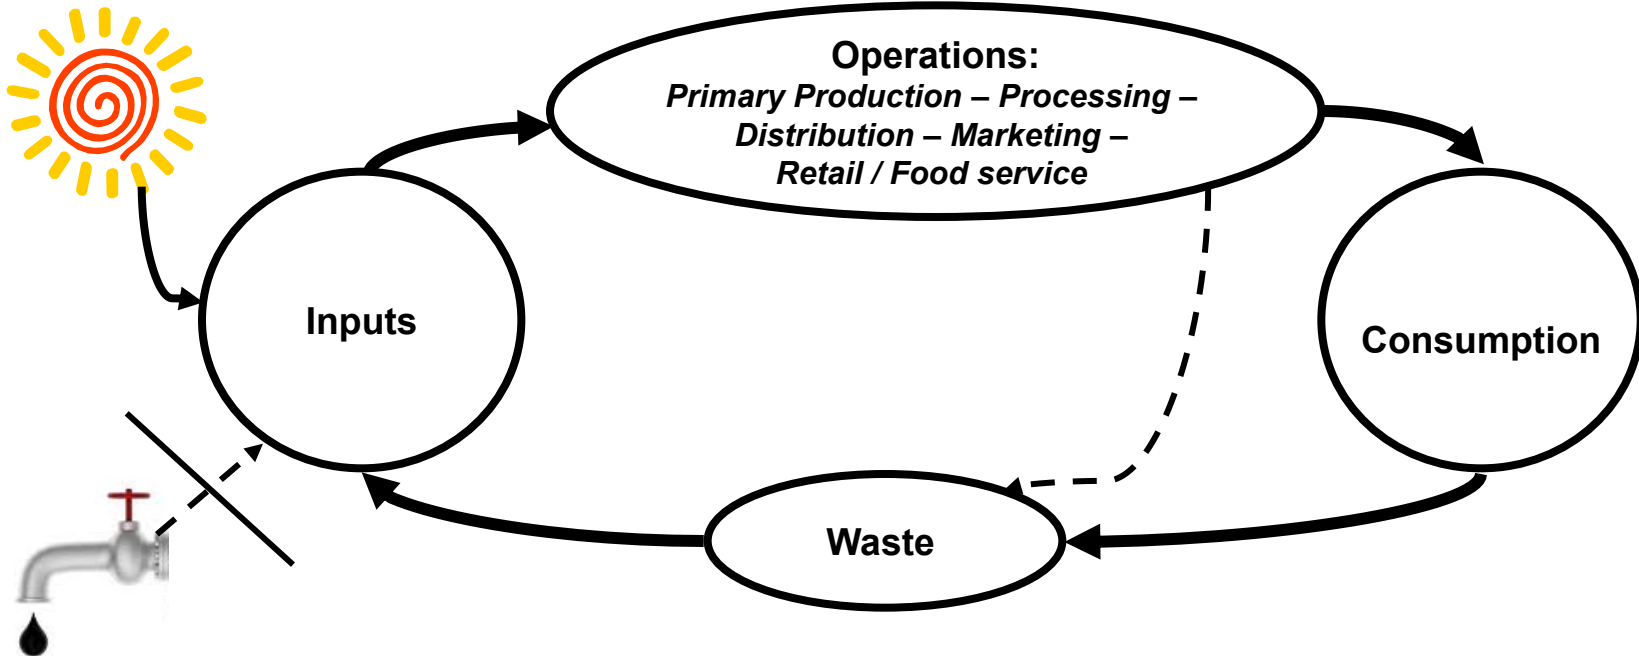 Operations:
Primary Production – Processing –
Distribution – Marketing –
Retail / Food service
Inputs
Consumption
Waste